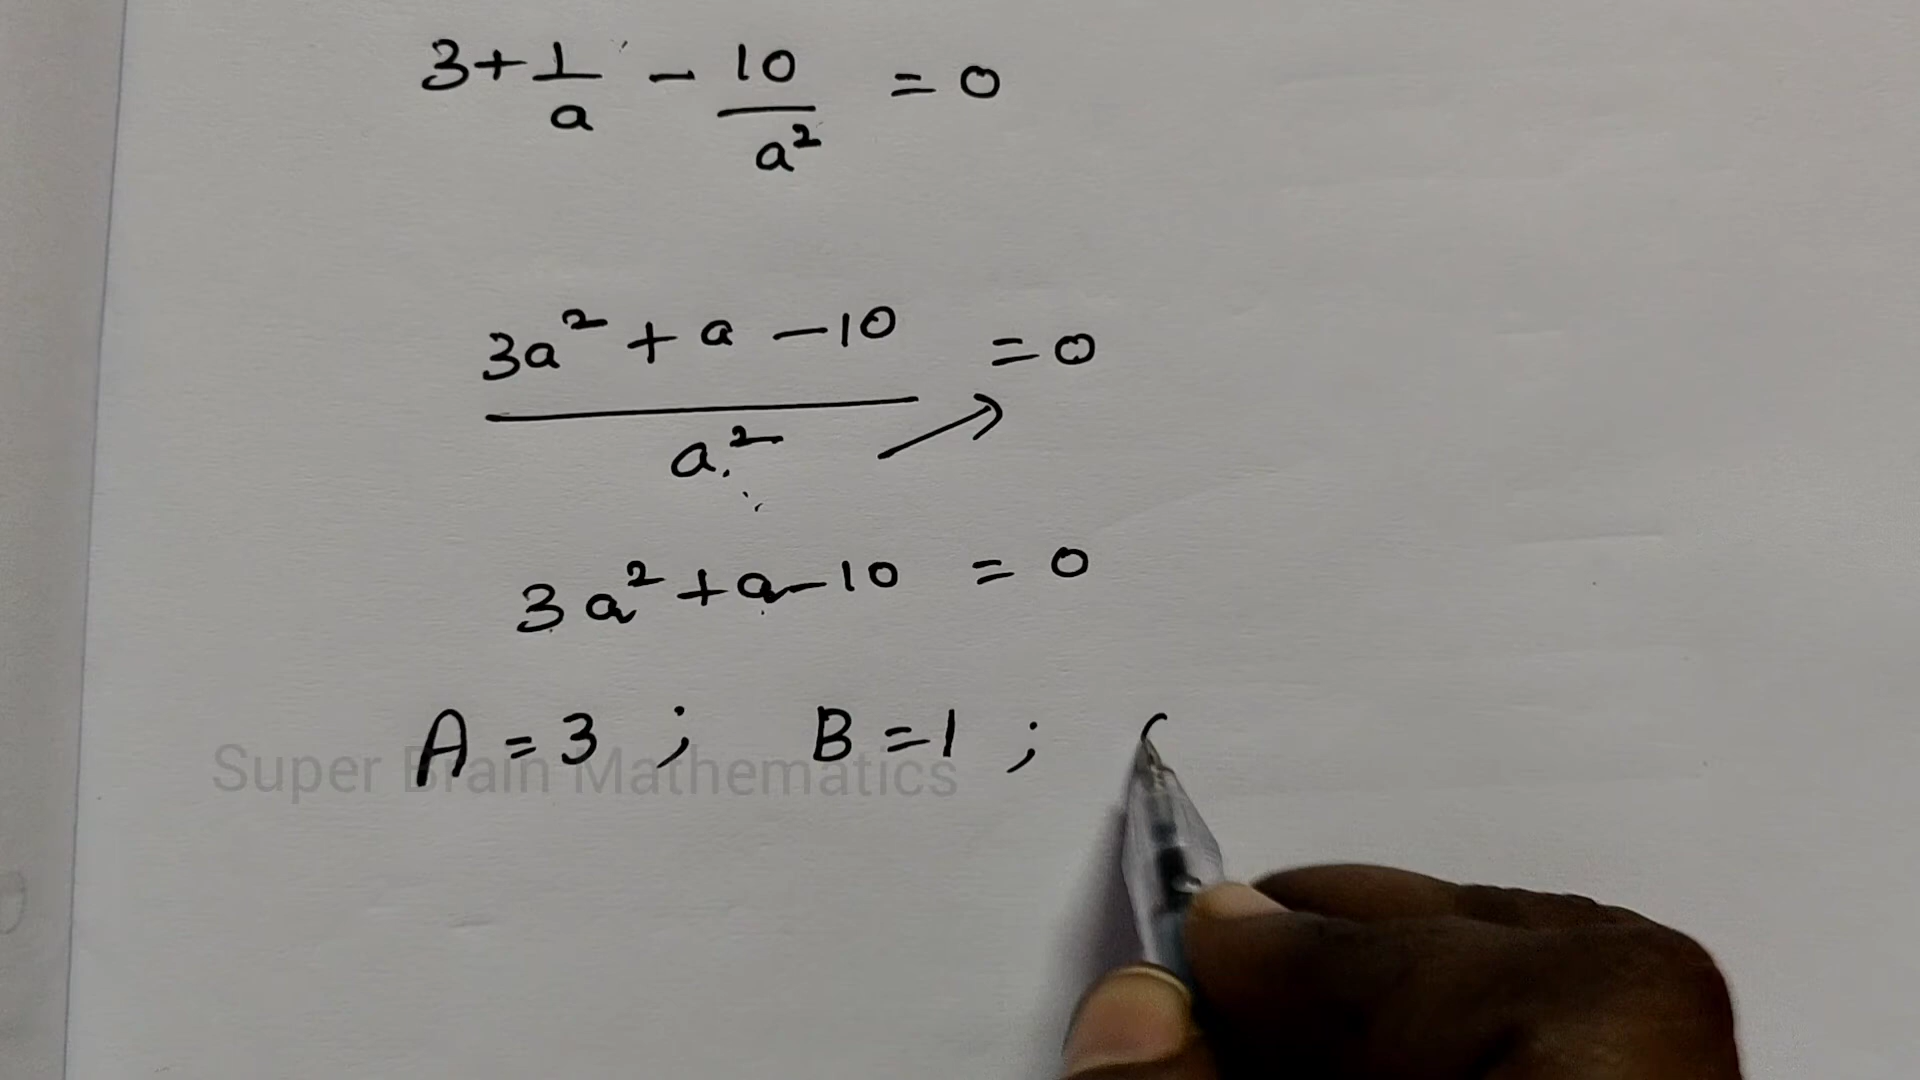 3 + 1/a - 10/a² = 0
3a² + a - 10 / a² = 0
3a² + a - 10 = 0
A = 3 ; B = 1 ;
Super Brain Mathematics